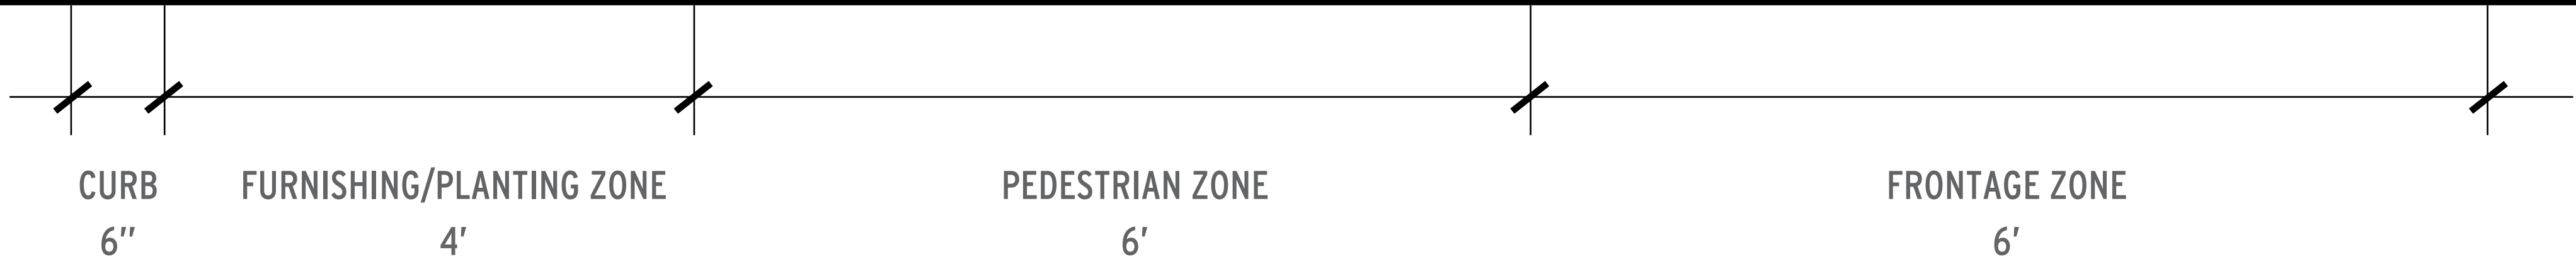 CURB FURNISHING/PLANTING ZONE PEDESTRIAN ZONE FRONTAGE ZONE
6" 4' 6' 6'